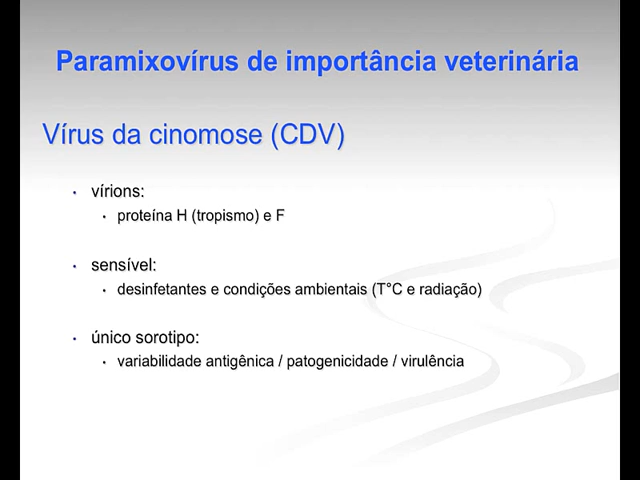 Paramixovírus de importância veterinária
Vírus da cinomose (CDV)
• vírions:
• proteína H (tropismo) e F
• sensível:
• desinfetantes e condições ambientais (T°C e radiação)
• único sorotipo:
• variabilidade antigênica / patogenicidade / virulência